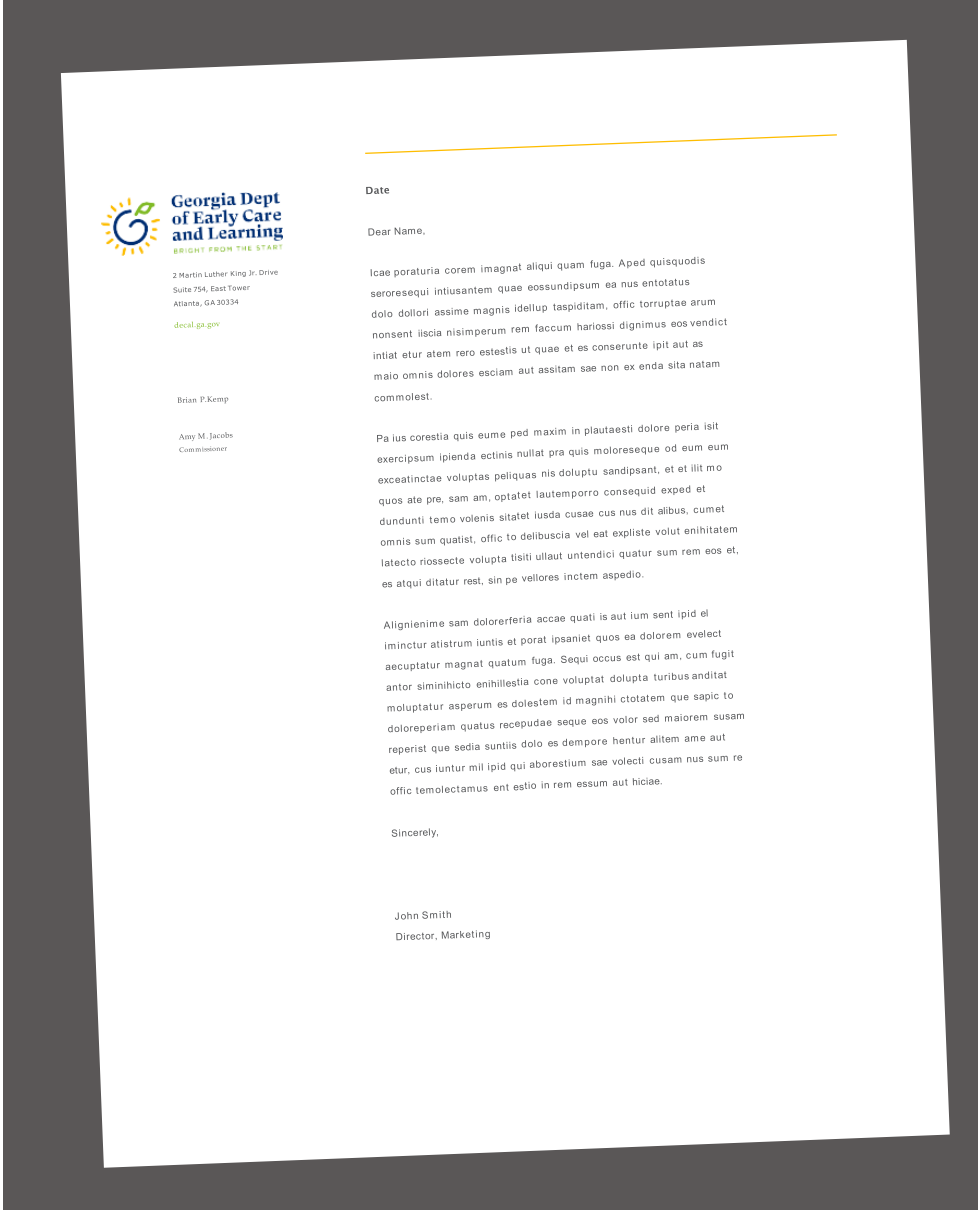 Georgia Dept
of Early Care
and Learning
BRIGHT FROM THE START
2 Martin Luther King Jr. Drive
Suite 754, East Tower
Atlanta, GA 30334
decal.ga.gov
Brian P.Kemp
Amy M.Jacobs
Commissioner
Date
Dear Name,
Icae poraturia corem imagnat aliqui quam fuga. Aped quisquodis
seroresequi intiusantem quae eossundipsum ea nus entotatus
dolo dollori assime magnis idellup taspiditam, offic torruptae arum
nonsent iiscia nisimperum rem faccum hariossi dignimus eos vendict
intiat etur atem rero estestis ut quae et es conserunte ipit aut as
maio omnis dolores esciam aut assitam sae non ex enda sita natam
commolest.
Pa ius corestia quis eume ped maxim in plautaesti dolore peria isit
exercipsum ipienda ectinis nullat pra quis moloreseque od eum eum
exceatinctae voluptas peliquas nis doluptu sandipsant, et et ilit mo
quos ate pre, sam am, optatet lautemporro consequid exped et
dundunti temo volenis sitatet iusda cusae cus nus dit alibus, cumet
omnis sum quatist, offic to delibuscia vel eat expliste volut enihitatem
latecto riossecte volupta tisiti ullaut untendici quatur sum rem eos et,
es atqui ditatur rest, sin pe vellores inctem aspedio.
Alignienime sam dolorerferia accae quati is aut ium sent ipid el
iminctur atistrum iuntis et porat ipsaniet quos ea dolorem evelect
aecuptatur magnat quatum fuga. Sequi occus est qui am, cum fugit
antor siminihicto enihillestia cone voluptat dolupta turibus anditat
moluptatur asperum es dolestem id magnihi ctotatem que sapic to
doloreperiam quatus recepudae seque eos volor sed maiorem susam
reperist que sedia suntiis dolo es dempore hentur alitem ame aut
etur, cus iuntur mil ipid qui aborestium sae volecti cusam nus sum re
offic temolectamus ent estio in rem essum aut hiciae.
Sincerely,
John Smith
Director, Marketing